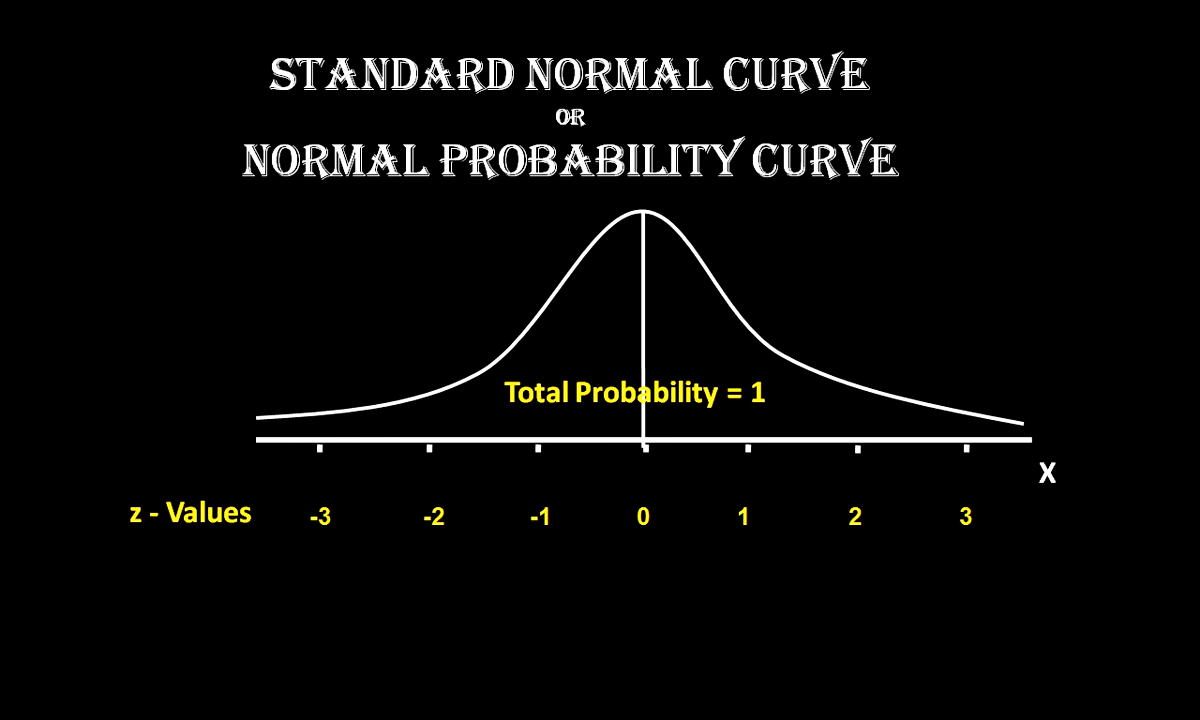 STANDARD NORMAL CURVE
OR
NORMAL PROBABILITY CURVE
Total Probability = 1
X
z - Values -3 -2 -1 0 1 2 3